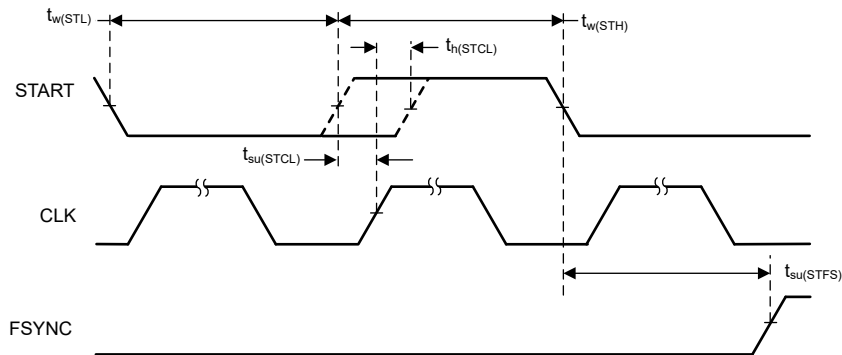 tw(STL)
tw(STH)
th(STCL)
START
tsu(STCL)
CLK
tsu(STFS)
FSYNC